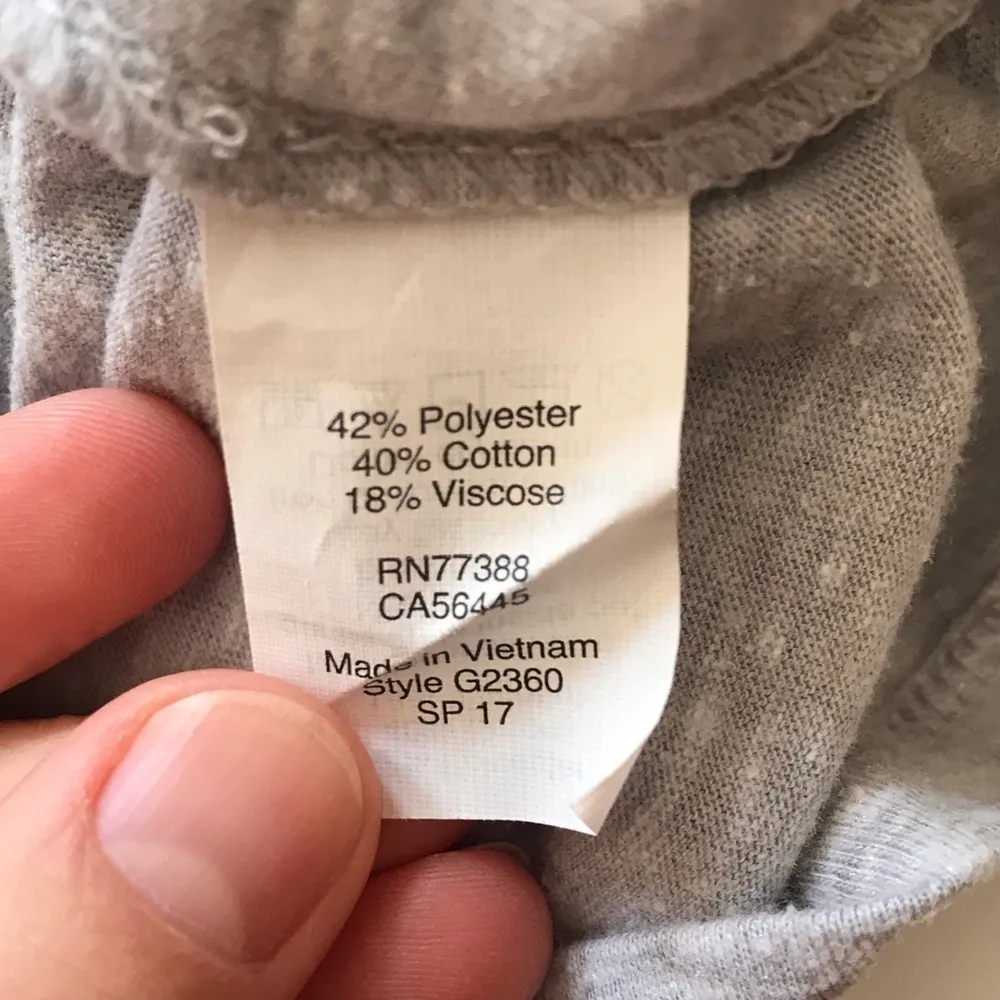 42% Polyester
40% Cotton
18% Viscose
RN77388
CA56445
Made in Vietnam
Style G2360
SP 17